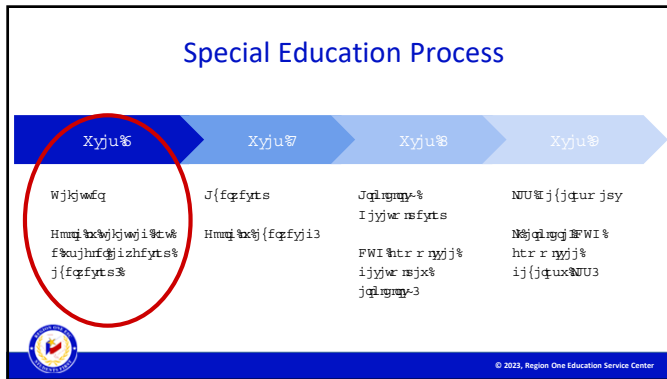 Special Education Process
Xyju%6
Xyju%7
Xyju%8
Xyju%9
Wjkjwwfq
Hmnqi%nx%wjkjwwji%ktw%
f%xujhnfq%jizhfynts%
j{fqzfynts3%
J{fqzfynts
Hmnqi%nx%j{fqzfyji3
Jqnlngnqny~%
Ijyjwrnsfynts
FWI%htrrnyyjj%
ijyjwrnsjx%
jqnlngnqny~3
NJU%Ij{jqturjsy
Nk%jqnlngqj1%FWI%
htrrnyyjj%
ij{jqtux%NJU3
© 2023, Region One Education Service Center